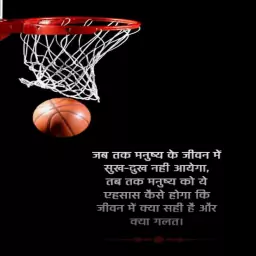 जब तक मनुष्य के जीवन में
सुख-दुख नही आयेगा,
तब तक मनुष्य को ये
एहसास कैसे होगा कि
जीवन में क्या सही है और
क्या गलत।